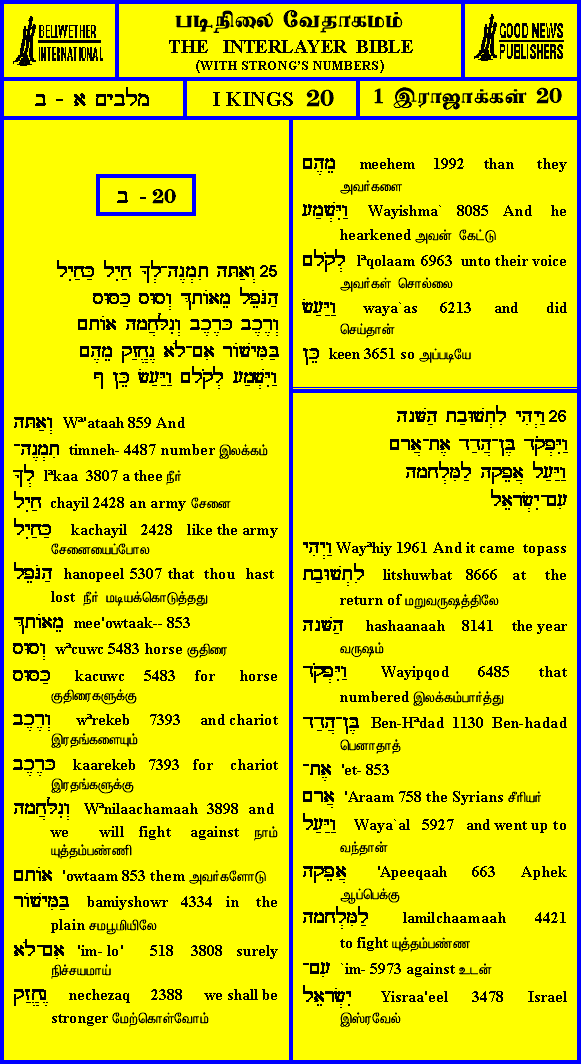 BELLWETHER
INTERNATIONAL
படிநிலை வேதாகமம்
THE INTERLAYER BIBLE
(WITH STRONG'S NUMBERS)
GOOD NEWS
PUBLISHERS
מלכים א - ב
I KINGS 20
1 இராஜாக்கள் 20
ב - 20
25 וְאַתָּה תִמְנֶה־לְךָ חַיִל כַּחַיִל
הַנֹּפֵל מֵאוֹתָךְ וְסוּס כַּסּוּס
וְרֶכֶב כָּרֶכֶב וְנִלָּחֲמָה אוֹתָם
בַּמִּישׁוֹר אִם־לֹא נֶחֱזַק מֵהֶם
וַיִּשְׁמַע לְקֹלָם וַיַּעַשׂ כֵּן ף
וְאַתָּה Wª'ataah 859 And
תִמְנֶה־ timneh- 4487 number இலக்கம்
לְךָ lªkaa 3807 a thee நீர்
חַיִל chayil 2428 an army சேனை
כַּחַיִל kachayil 2428 like the army
சேனையைப்போல
הַנֹּפֵל hanopeel 5307 that thou hast
lost நீர் மடியக்கொடுத்தது
מֵאוֹתָךְ mee'owtaak-- 853
וְסוּס wªcuwc 5483 horse குதிரை
כַּסּוּס kacuwc 5483 for horse
குதிரைகளுக்கு
וְרֶכֶב wªrekeb 7393 and chariot
இரதங்களையும்
כָּרֶכֶב kaarekeb 7393 for chariot
இரதங்களுக்கு
וְנִלָּחֲמָה Wªnilaachamaah 3898 and
we will fight against நாம்
யுத்தம்பண்ணி
אוֹתָם 'owtaam 853 them அவர்களோடு
בַּמִּישׁוֹר bamiyshowr 4334 in the
plain சமபூமியிலே
אִם־לֹא 'im- lo' 518 3808 surely
நிச்சயமாய்
נֶחֱזַק nechezaq 2388 we shall be
stronger மேற்கொள்வோம்
מֵהֶם meehem 1992 than they
அவர்களை
וַיִּשְׁמַע Wayishma` 8085 And he
hearkened அவன் கேட்டு
לְקֹלָם lªqolaam 6963 unto their voice
அவர்கள் சொல்லை
וַיַּעַשׂ waya`as 6213 and did
செய்தான்
כֵּן keen 3651 so அப்படியே
26 וַיְהִי לִתְשׁוּבַת הַשָּׁנָה
וַיִּפְקֹד בֶּן־הֲדַד אֶת־אֲרָם
וַיַּעַל אֲפֵקָה לַמִּלְחָמָה
עִם־יִשְׂרָאֵל
וַיְהִי Wayªhiy 1961 And it came topass
לִתְשׁוּבַת litshuwbat 8666 at the
return of மறுவருஷத்திலே
הַשָּׁנָה hashaanaah 8141 the year
வருஷம்
וַיִּפְקֹד Wayipqod 6485 that
numbered இலக்கம்பார்த்து
בֶּן־הֲדַד Ben-Hªdad 1130 Ben-hadad
பெனாதாத்
אֶת־ 'et- 853
אֲרָם 'Araam 758 the Syrians சீரியர்
וַיַּעַל Waya`al 5927 and went up to
வந்தான்
אֲפֵקָה 'Apeeqaah 663 Aphek
ஆப்பெக்கு
לַמִּלְחָמָה lamilchaamaah 4421
to fight யுத்தம்பண்ண
עִם־ `im- 5973 against உடன்
יִשְׂרָאֵל Yisraa'eel 3478 Israel
இஸ்ரவேல்